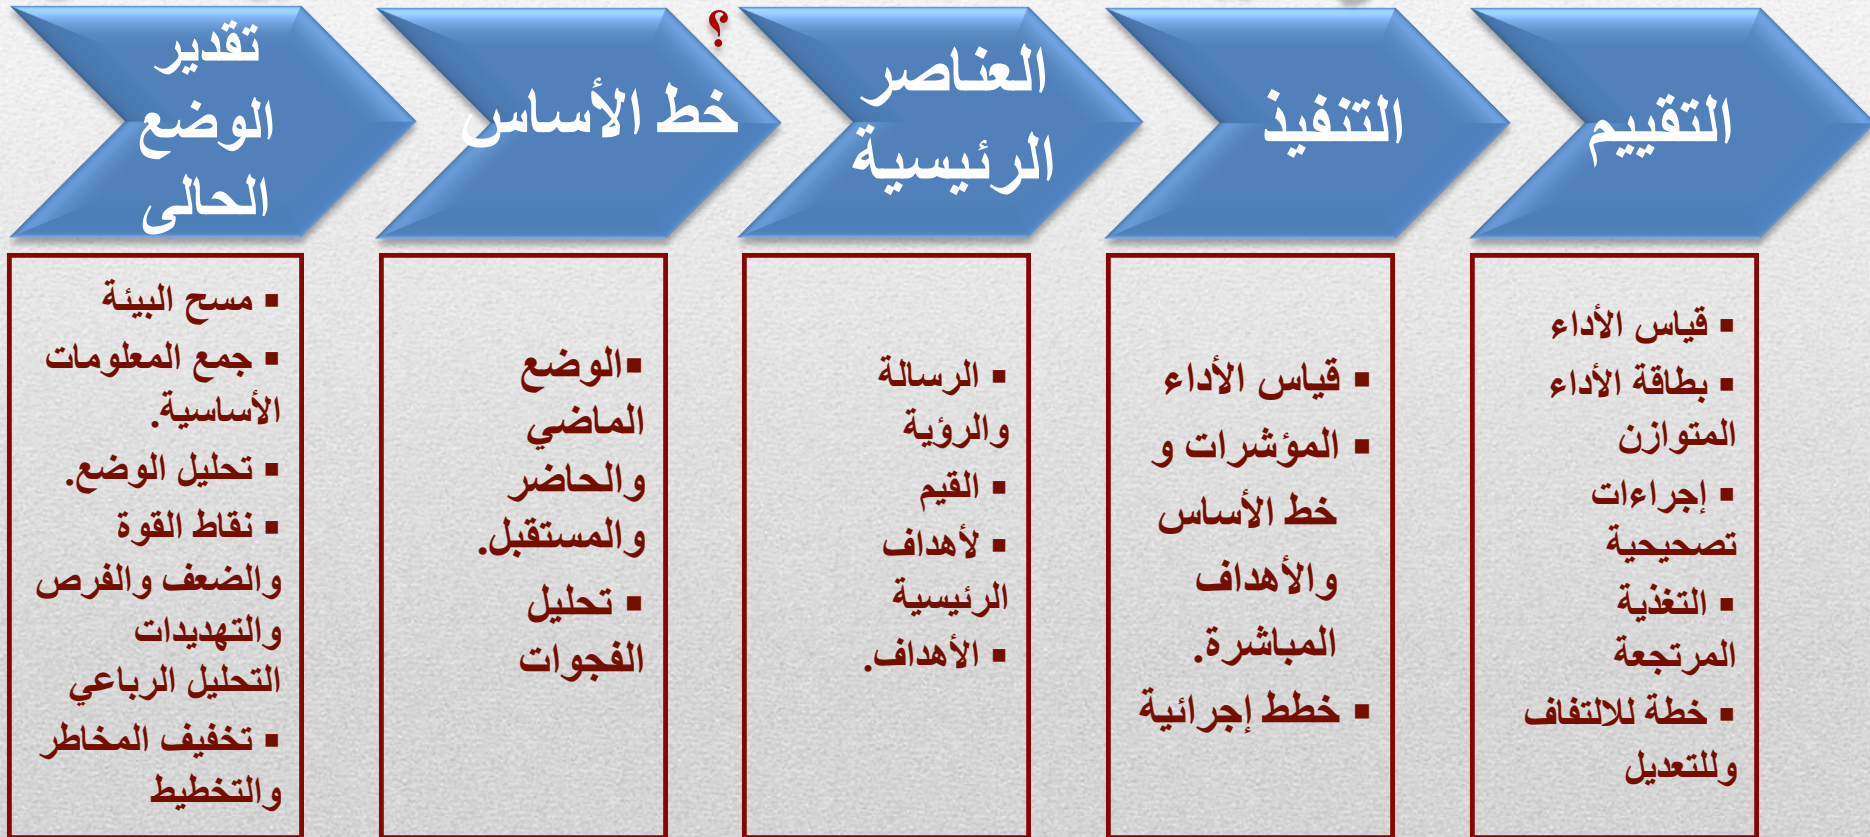 تقدير
الوضع
الحالى
▪ مسح البيئة
▪ جمع المعلومات
الأساسية.
▪ تحليل الوضع.
▪ نقاط القوة
والضعف والفرص
والتهديدات
التحليل الرباعي
▪ تخفيف المخاطر
والتخطيط
؟
خط الأساس
▪الوضع
الماضي
والحاضر
والمستقبل.
▪ تحليل
الفجوات
العناصر
الرئيسية
▪ الرسالة
والرؤية
▪ القيم
▪ لأهداف
الرئيسية
▪ الأهداف.
التنفيذ
▪ قياس الأداء
▪ المؤشرات و
خط الأساس
والأهداف
المباشرة.
▪ خطط إجرائية
التقييم
▪ قياس الأداء
▪ بطاقة الأداء
المتوازن
▪ إجراءات
تصحيحية
▪ التغذية
المرتجعة
▪ خطة للالتفاف
وللتعديل